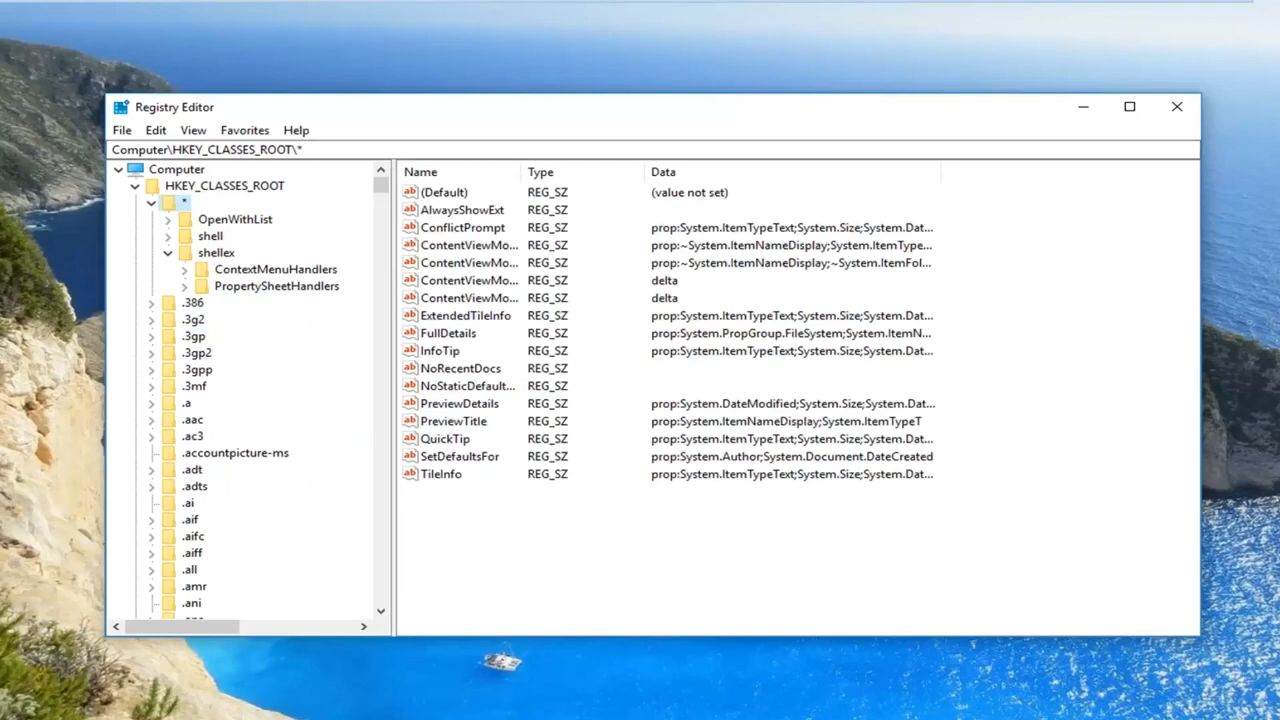 Registry Editor
File Edit View Favorites Help
Computer\HKEY_CLASSES_ROOT\*
Computer
HKEY_CLASSES_ROOT
*
OpenWithList
shell
shellex
ContextMenuHandlers
PropertySheetHandlers
.386
.3g2
.3gp
.3gp2
.3gpp
.3mf
.a
.aac
.ac3
.accountpicture-ms
.adt
.adts
.ai
.aif
.aifc
.aiff
.all
.amr
.ani
Name Type Data
(Default) REG_SZ (value not set)
AlwaysShowExt REG_SZ
ConflictPrompt REG_SZ prop:System.ItemTypeText;System.Size;System.Dat...
ContentViewMo... REG_SZ prop:~System.ItemNameDisplay;System.ItemType...
ContentViewMo... REG_SZ prop:~System.ItemNameDisplay;~System.ItemFol...
ContentViewMo... REG_SZ delta
ContentViewMo... REG_SZ delta
ExtendedTileInfo REG_SZ prop:System.ItemTypeText;System.Size;System.Dat...
FullDetails REG_SZ prop:System.PropGroup.FileSystem;System.ItemN...
InfoTip REG_SZ prop:System.ItemTypeText;System.Size;System.Dat...
NoRecentDocs REG_SZ
NoStaticDefault... REG_SZ
PreviewDetails REG_SZ prop:System.DateModified;System.Size;System.Dat...
PreviewTitle REG_SZ prop:System.ItemNameDisplay;System.ItemTypeT
QuickTip REG_SZ prop:System.ItemTypeText;System.Size;System.Dat...
SetDefaultsFor REG_SZ prop:System.Author;System.Document.DateCreated
TileInfo REG_SZ prop:System.ItemTypeText;System.Size;System.Dat...